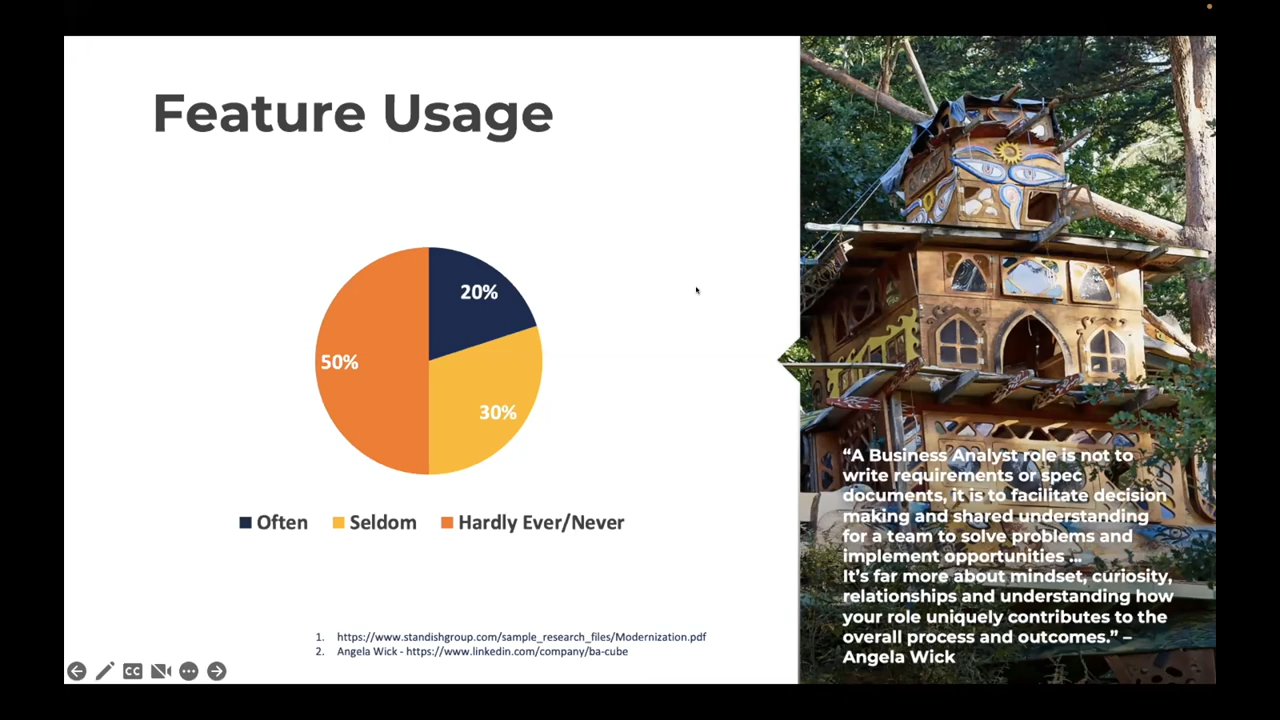 Feature Usage
20%
50%
30%
Often Seldom Hardly Ever/Never
1. https://www.standishgroup.com/sample_research_files/Modernization.pdf
2. Angela Wick - https://www.linkedin.com/company/ba-cube
CC
“A Business Analyst role is not to
write requirements or spec
documents, it is to facilitate decision
making and shared understanding
for a team to solve problems and
implement opportunities ...
It’s far more about mindset, curiosity,
relationships and understanding how
your role uniquely contributes to the
overall process and outcomes.” –
Angela Wick